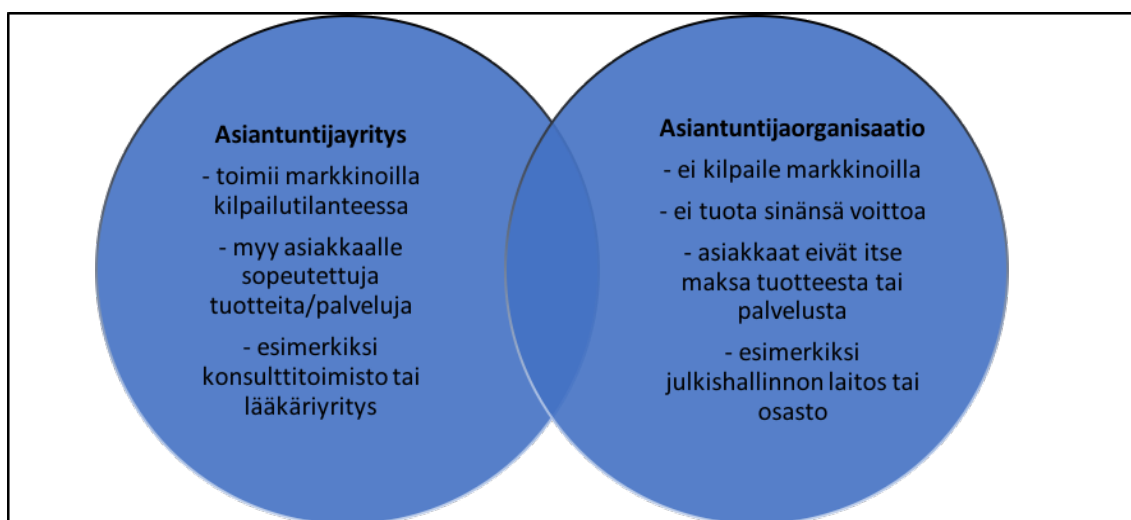 Asiantuntijayritys
- toimii markkinoilla
kilpailutilanteessa
- myy asiakkaalle
sopeutettuja
tuotteita/palveluja
- esimerkiksi
konsulttitoimisto tai
lääkäriyritys
Asiantuntijaorganisaatio
- ei kilpaile markkinoilla
- ei tuota sinänsä voittoa
- asiakkaat eivät itse
maksa tuotteesta tai
palvelusta
- esimerkiksi
julkishallinnon laitos tai
osasto